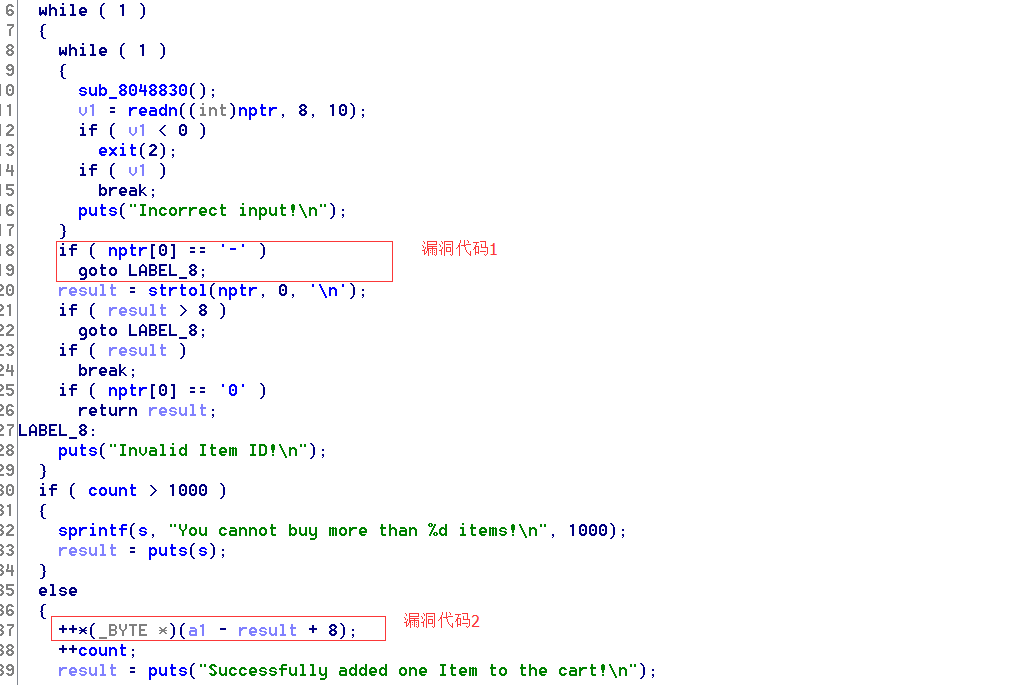 6 while ( 1 )
7 {
8 while ( 1 )
9 {
10 sub_8048830();
11 v1 = readn((int)nptr, 8, 10);
12 if ( v1 < 0 )
13 exit(2);
14 if ( v1 )
15 break;
16 puts("Incorrect input!\n");
17 }
18 if ( nptr[0] == '-' ) 漏洞代码1
19 goto LABEL_8;
20 result = strtol(nptr, 0, '\n');
21 if ( result > 8 )
22 goto LABEL_8;
23 if ( result )
24 break;
25 if ( nptr[0] == '0' )
26 return result;
27 LABEL_8:
28 puts("Invalid Item ID!\n");
29 }
30 if ( count > 1000 )
31 {
32 sprintf(s, "You cannot buy more than %d items!\n", 1000);
33 result = puts(s);
34 }
35 else
36 {
37 ++*(_BYTE *)(a1 - result + 8); 漏洞代码2
38 ++count;
39 result = puts("Successfully added one Item to the cart!\n");